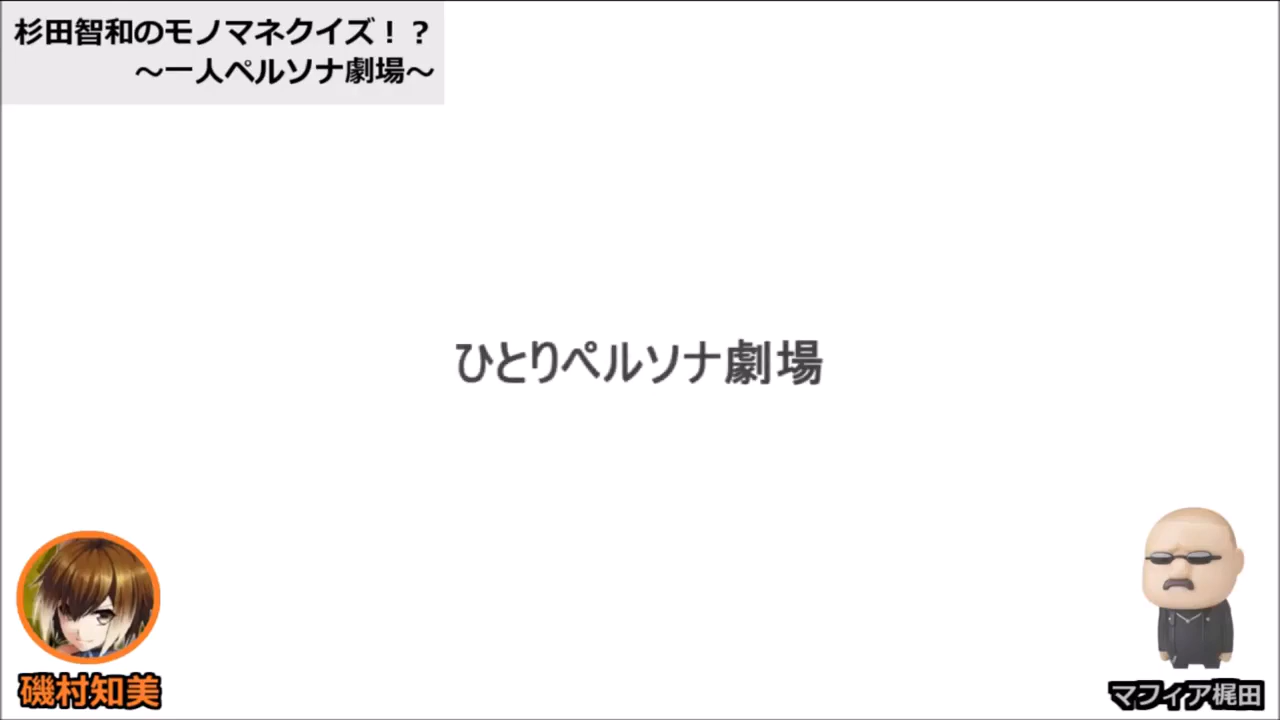 杉田智和のモノマネクイズ！？
～一人ペルソナ劇場～
ひとりペルソナ劇場
磯村知美
マフィア梶田